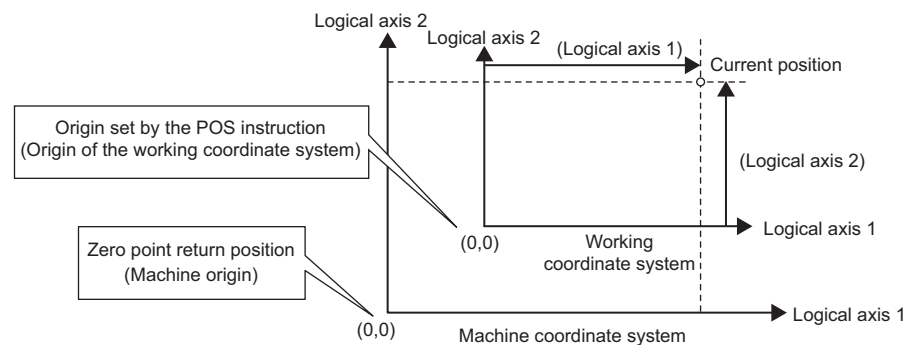 Logical axis 2
Logical axis 2
(Logical axis 1)
Current position
Origin set by the POS instruction
(Origin of the working coordinate system)
(Logical axis 2)
(0,0)
Working
coordinate system
Logical axis 1
Zero point return position
(Machine origin)
(0,0)
Machine coordinate system
Logical axis 1